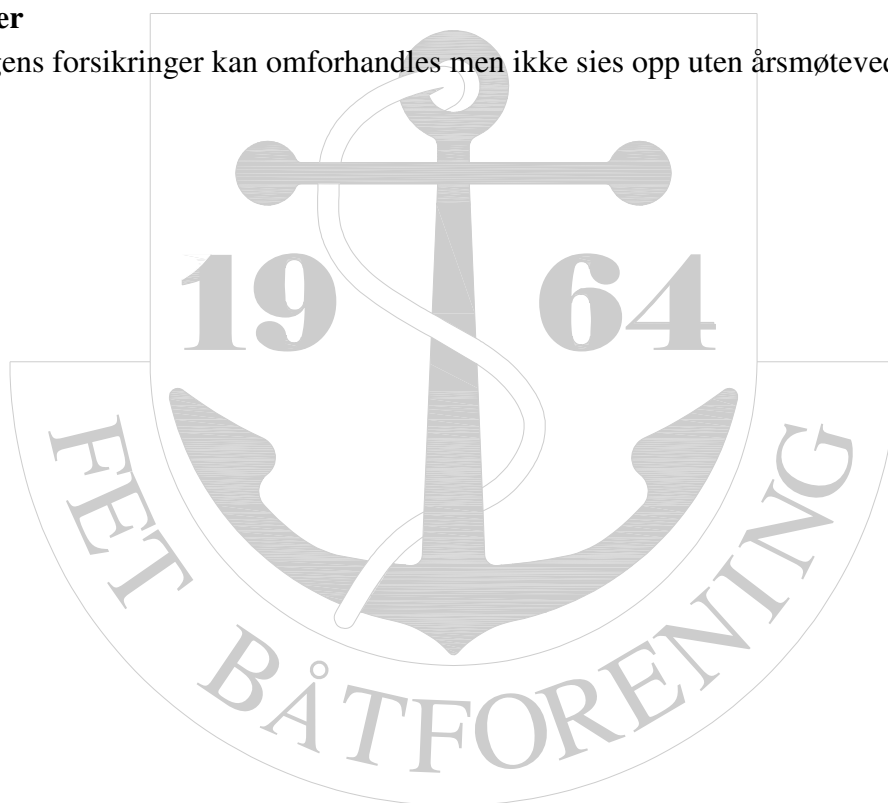 er
gens forsikringer kan omforhandles men ikke sies opp uten årsmøteved
19 64
FET BÅTFORENING